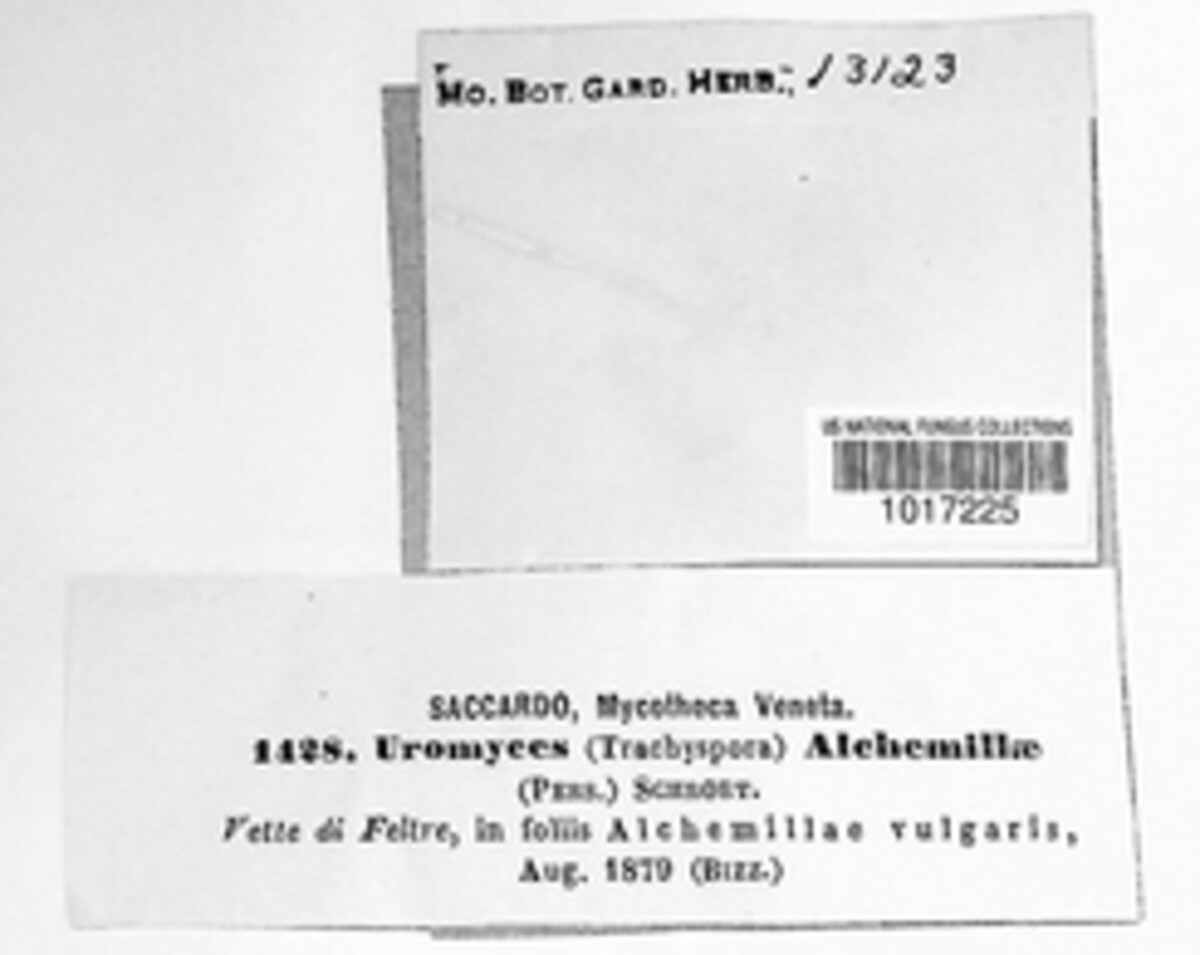 MO. BOT. GARD. HERB., 13123
US NATIONAL FUNGUS COLLECTIONS
1017225
SACCARDO, Mycotheca Veneta.
1428. Uromyces (Trachyspora) Alchemillæ
(PERS.) SCHROET.
Vette di Feltre, in foliis Alchemillae vulgaris,
Aug. 1879 (BIZZ.)